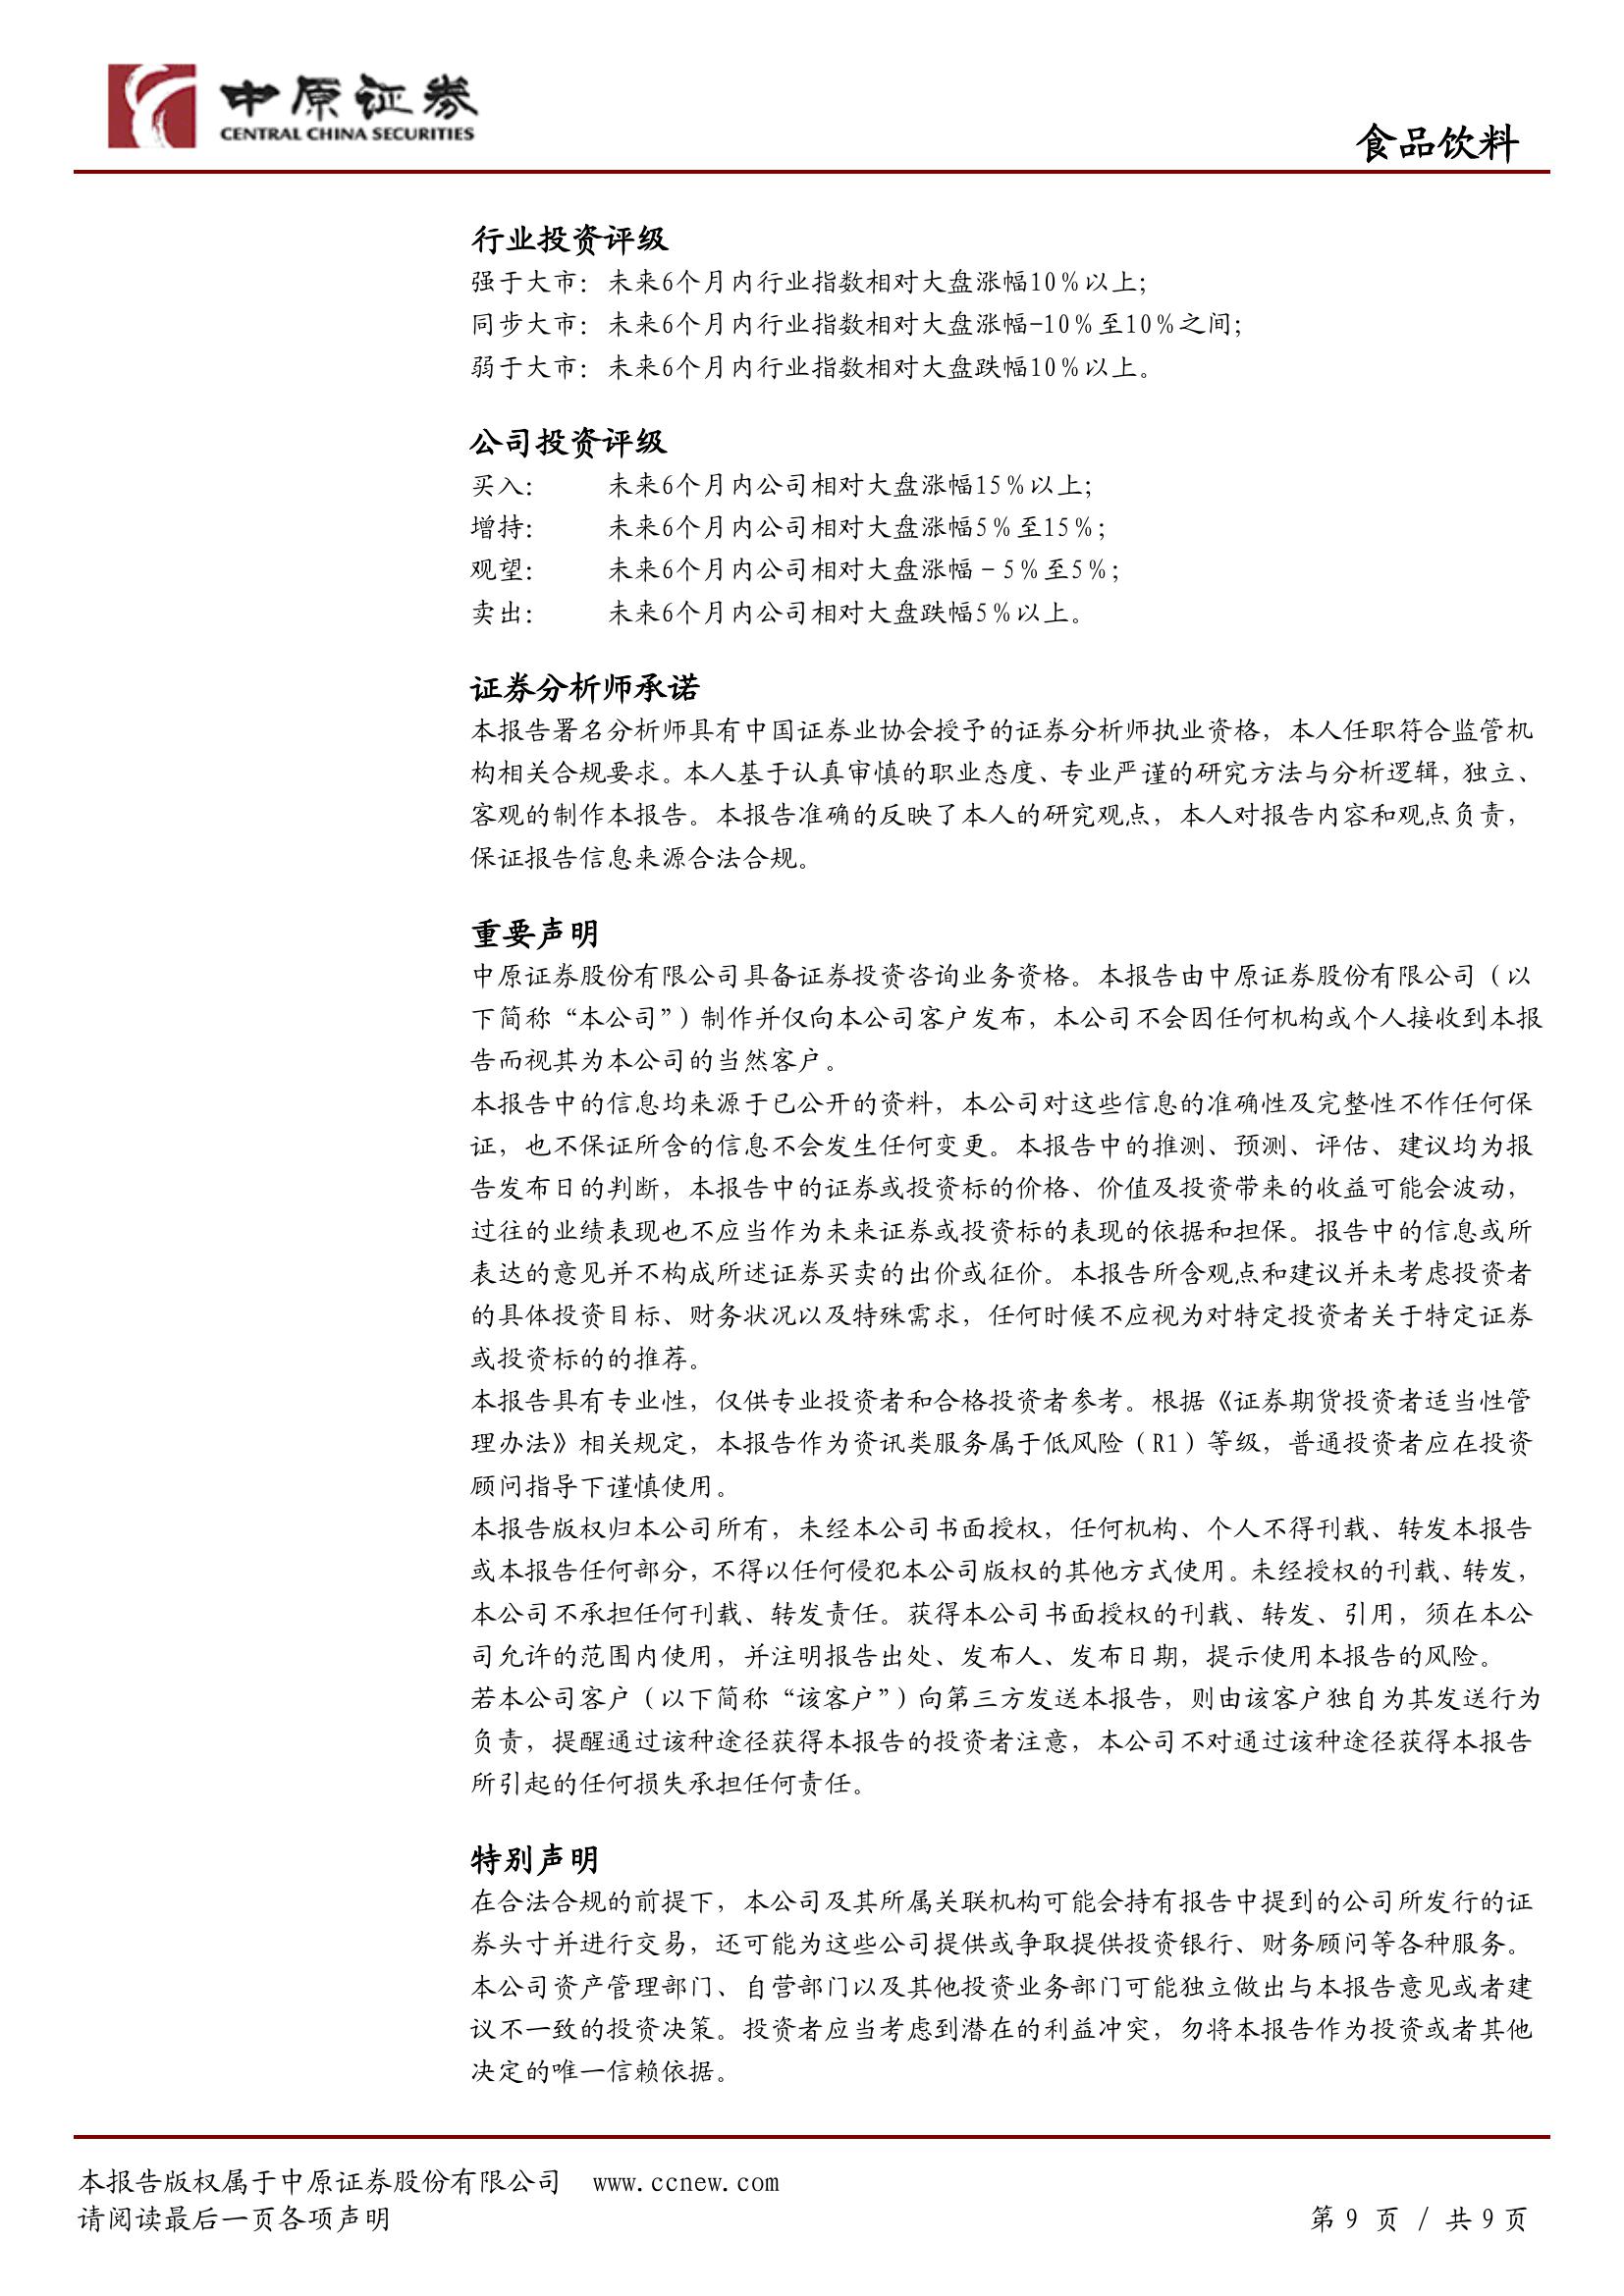 中原证券
CENTRAL CHINA SECURITIES
食品饮料
行业投资评级
强于大市：未来6个月内行业指数相对大盘涨幅10％以上；
同步大市：未来6个月内行业指数相对大盘涨幅-10％至10％之间；
弱于大市：未来6个月内行业指数相对大盘跌幅10％以上。
公司投资评级
买入： 未来6个月内公司相对大盘涨幅15％以上；
增持： 未来6个月内公司相对大盘涨幅5％至15％；
观望： 未来6个月内公司相对大盘涨幅－5％至5％；
卖出： 未来6个月内公司相对大盘跌幅5％以上。
证券分析师承诺
本报告署名分析师具有中国证券业协会授予的证券分析师执业资格，本人任职符合监管机
构相关合规要求。本人基于认真审慎的职业态度、专业严谨的研究方法与分析逻辑，独立、
客观的制作本报告。本报告准确的反映了本人的研究观点，本人对报告内容和观点负责，
保证报告信息来源合法合规。
重要声明
中原证券股份有限公司具备证券投资咨询业务资格。本报告由中原证券股份有限公司（以
下简称“本公司”）制作并仅向本公司客户发布，本公司不会因任何机构或个人接收到本报
告而视其为本公司的当然客户。
本报告中的信息均来源于已公开的资料，本公司对这些信息的准确性及完整性不作任何保
证，也不保证所含的信息不会发生任何变更。本报告中的推测、预测、评估、建议均为报
告发布日的判断，本报告中的证券或投资标的价格、价值及投资带来的收益可能会波动，
过往的业绩表现也不应当作为未来证券或投资标的表现的依据和担保。报告中的信息或所
表达的意见并不构成所述证券买卖的出价或征价。本报告所含观点和建议并未考虑投资者
的具体投资目标、财务状况以及特殊需求，任何时候不应视为对特定投资者关于特定证券
或投资标的的推荐。
本报告具有专业性，仅供专业投资者和合格投资者参考。根据《证券期货投资者适当性管
理办法》相关规定，本报告作为资讯类服务属于低风险（R1）等级，普通投资者应在投资
顾问指导下谨慎使用。
本报告版权归本公司所有，未经本公司书面授权，任何机构、个人不得刊载、转发本报告
或本报告任何部分，不得以任何侵犯本公司版权的其他方式使用。未经授权的刊载、转发，
本公司不承担任何刊载、转发责任。获得本公司书面授权的刊载、转发、引用，须在本公
司允许的范围内使用，并注明报告出处、发布人、发布日期，提示使用本报告的风险。
若本公司客户（以下简称“该客户”）向第三方发送本报告，则由该客户独自为其发送行为
负责，提醒通过该种途径获得本报告的投资者注意，本公司不对通过该种途径获得本报告
所引起的任何损失承担任何责任。
特别声明
在合法合规的前提下，本公司及其所属关联机构可能会持有报告中提到的公司所发行的证
券头寸并进行交易，还可能为这些公司提供或争取提供投资银行、财务顾问等各种服务。
本公司资产管理部门、自营部门以及其他投资业务部门可能独立做出与本报告意见或者建
议不一致的投资决策。投资者应当考虑到潜在的利益冲突，勿将本报告作为投资或者其他
决定的唯一信赖依据。
本报告版权属于中原证券股份有限公司 www.ccnew.com
请阅读最后一页各项声明 第 9 页 / 共 9 页